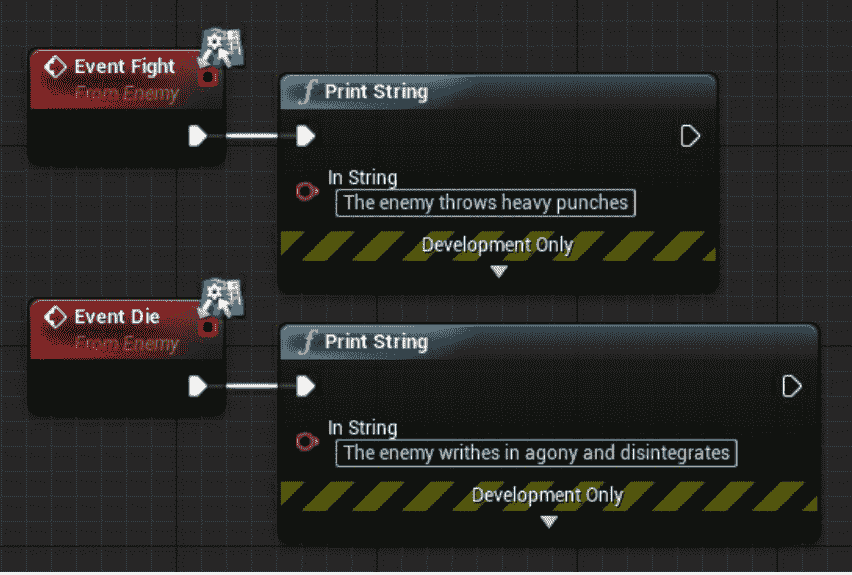 Event Fight
From Enemy
f Print String
In String
The enemy throws heavy punches
Development Only
Event Die
From Enemy
f Print String
In String
The enemy writhes in agony and disintegrates
Development Only